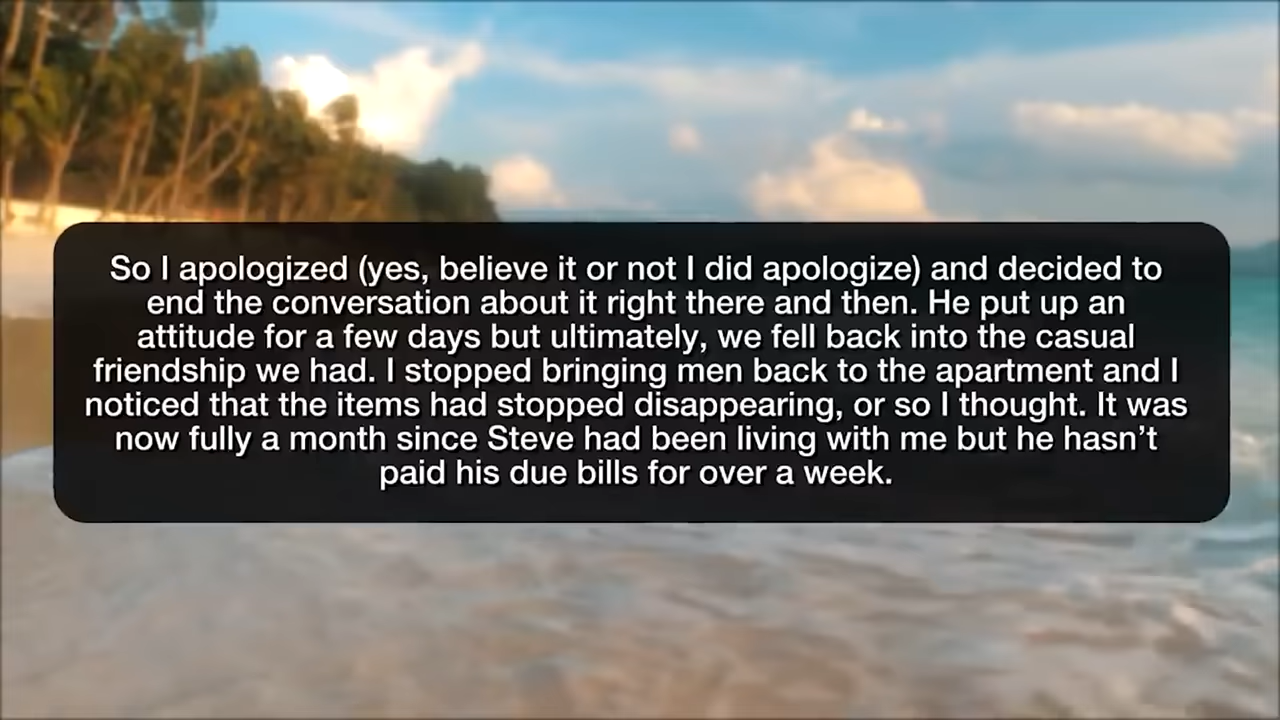 So I apologized (yes, believe it or not I did apologize) and decided to
end the conversation about it right there and then. He put up an
attitude for a few days but ultimately, we fell back into the casual
friendship we had. I stopped bringing men back to the apartment and I
noticed that the items had stopped disappearing, or so I thought. It was
now fully a month since Steve had been living with me but he hasn’t
paid his due bills for over a week.